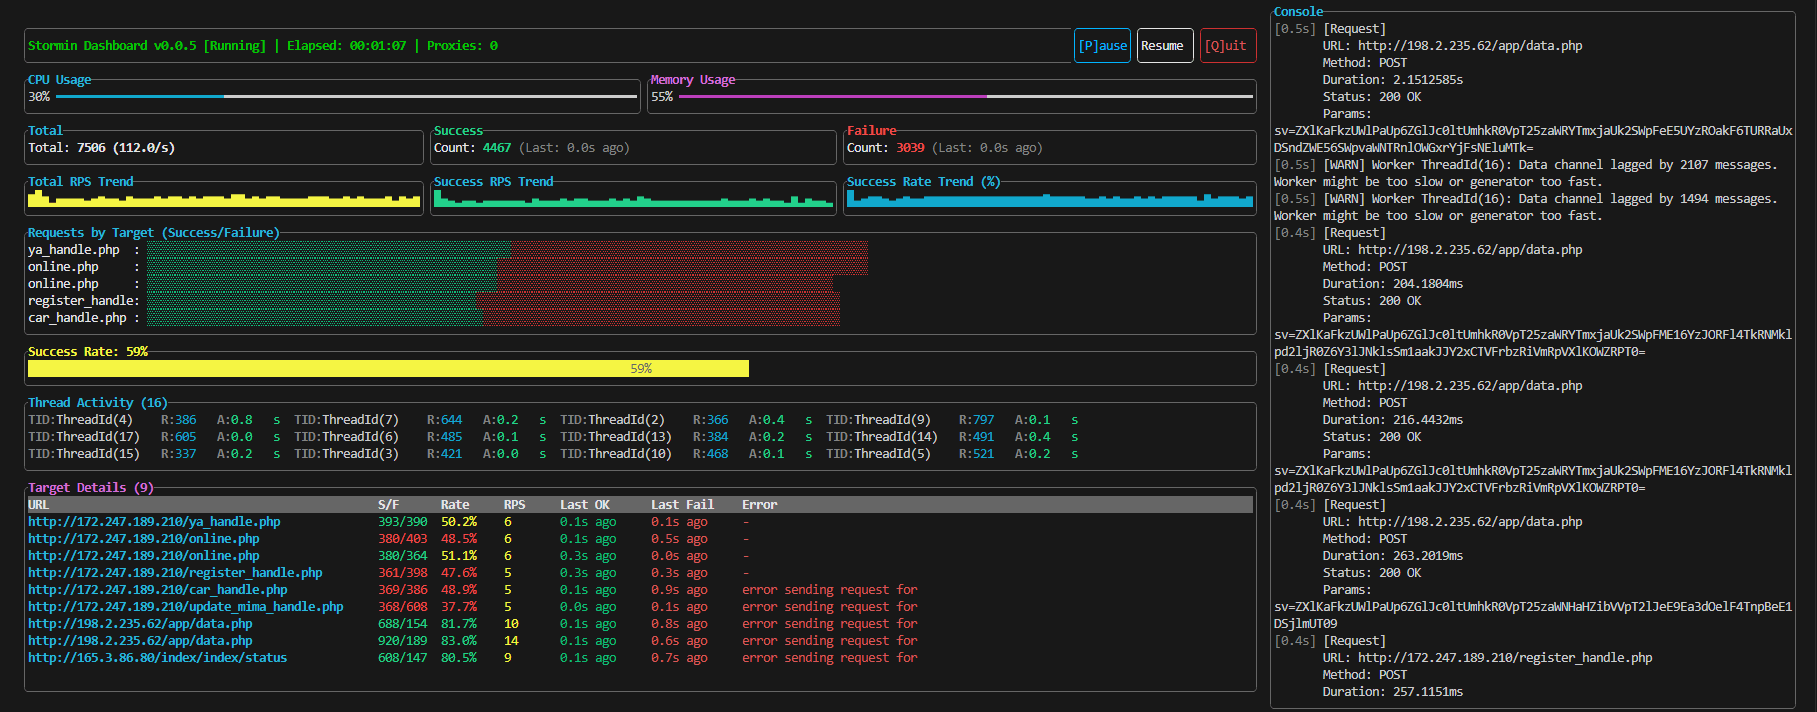 Stormin Dashboard v0.0.5 [Running] | Elapsed: 00:01:07 | Proxies: 0
[P]ause
Resume
[Q]uit
CPU Usage
30%
Memory Usage
55%
Total
Total: 7506 (112.0/s)
Success
Count: 4467 (Last: 0.0s ago)
Failure
Count: 3039 (Last: 0.0s ago)
Total RPS Trend
Success RPS Trend
Success Rate Trend (%)
Requests by Target (Success/Failure)
ya_handle.php :
online.php :
online.php :
register_handle:
car_handle.php :
Success Rate: 59%
59%
Thread Activity (16)
TID:ThreadId(4) R:386 A:0.8 s TID:ThreadId(7) R:644 A:0.2 s TID:ThreadId(2) R:366 A:0.4 s TID:ThreadId(9) R:797 A:0.1 s
TID:ThreadId(17) R:605 A:0.0 s TID:ThreadId(6) R:485 A:0.1 s TID:ThreadId(13) R:384 A:0.2 s TID:ThreadId(14) R:491 A:0.4 s
TID:ThreadId(15) R:337 A:0.2 s TID:ThreadId(3) R:421 A:0.0 s TID:ThreadId(10) R:468 A:0.1 s TID:ThreadId(5) R:521 A:0.2 s
Target Details (9)
URL S/F Rate RPS Last OK Last Fail Error
http://172.247.189.210/ya_handle.php 393/390 50.2% 6 0.1s ago 0.1s ago -
http://172.247.189.210/online.php 380/403 48.5% 6 0.1s ago 0.5s ago -
http://172.247.189.210/online.php 380/364 51.1% 6 0.3s ago 0.0s ago -
http://172.247.189.210/register_handle.php 361/398 47.6% 5 0.3s ago 0.3s ago -
http://172.247.189.210/car_handle.php 369/386 48.9% 5 0.1s ago 0.9s ago error sending request for
http://172.247.189.210/update_mima_handle.php 368/608 37.7% 5 0.0s ago 0.1s ago error sending request for
http://198.2.235.62/app/data.php 688/154 81.7% 10 0.1s ago 0.8s ago error sending request for
http://198.2.235.62/app/data.php 920/189 83.0% 14 0.1s ago 0.6s ago error sending request for
http://165.3.86.80/index/index/status 608/147 80.5% 9 0.1s ago 0.7s ago error sending request for
Console
[0.5s] [Request]
URL: http://198.2.235.62/app/data.php
Method: POST
Duration: 2.1512585s
Status: 200 OK
Params:
sv=ZXlKaFkzUWlPaUp6ZGlJc0ltUmhkR0VpT25zaWRYTmxjaUk2SWpFeE5UYzROakF6TURRaUx
DSndZWE56SWpvaWNTRnlOWGxrYjFsNEluMTk=
[0.5s] [WARN] Worker ThreadId(16): Data channel lagged by 2107 messages.
Worker might be too slow or generator too fast.
[0.5s] [WARN] Worker ThreadId(16): Data channel lagged by 1494 messages.
Worker might be too slow or generator too fast.
[0.4s] [Request]
URL: http://198.2.235.62/app/data.php
Method: POST
Duration: 204.1804ms
Status: 200 OK
Params:
sv=ZXlKaFkzUWlPaUp6ZGlJc0ltUmhkR0VpT25zaWRYTmxjaUk2SWpFME16YzJORFl4TkRNMkl
pd2ljR0Z6Y3lJNklsSm1aakJJY2xCTVFrbzRiVmRpVXlKOWZRPT0=
[0.4s] [Request]
URL: http://198.2.235.62/app/data.php
Method: POST
Duration: 216.4432ms
Status: 200 OK
Params:
sv=ZXlKaFkzUWlPaUp6ZGlJc0ltUmhkR0VpT25zaWRYTmxjaUk2SWpFME16YzJORFl4TkRNMkl
pd2ljR0Z6Y3lJNklsSm1aakJJY2xCTVFrbzRiVmRpVXlKOWZRPT0=
[0.4s] [Request]
URL: http://198.2.235.62/app/data.php
Method: POST
Duration: 263.2019ms
Status: 200 OK
Params:
sv=ZXlKaFkzUWlPaUp6ZGlJc0ltUmhkR0VpT25zaWNHaHZibVVpT2lJeE9Ea3dOelF4TnpBeE1
DSjlmUT09
[0.4s] [Request]
URL: http://172.247.189.210/register_handle.php
Method: POST
Duration: 257.1151ms